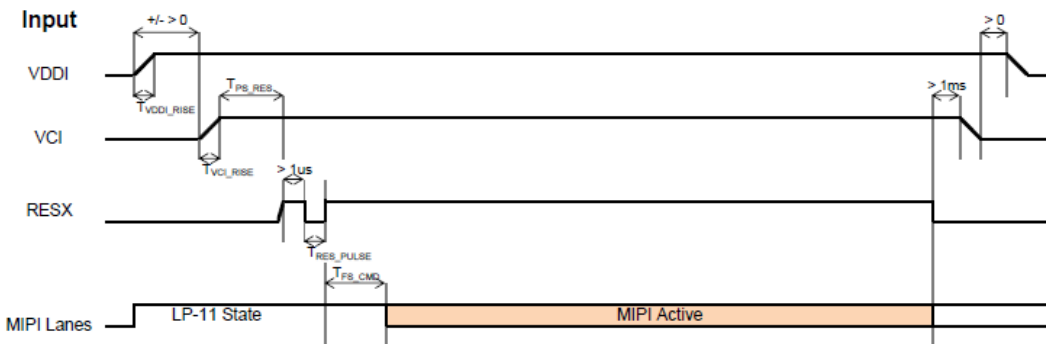 Input
+/- > 0
> 0
VDDI
TVDDI_RISE
TPS_RES
> 1ms
VCI
TVCI_RISE
> 1us
RESX
TRES_PULSE
TFS_CMD
MIPI Lanes
LP-11 State
MIPI Active